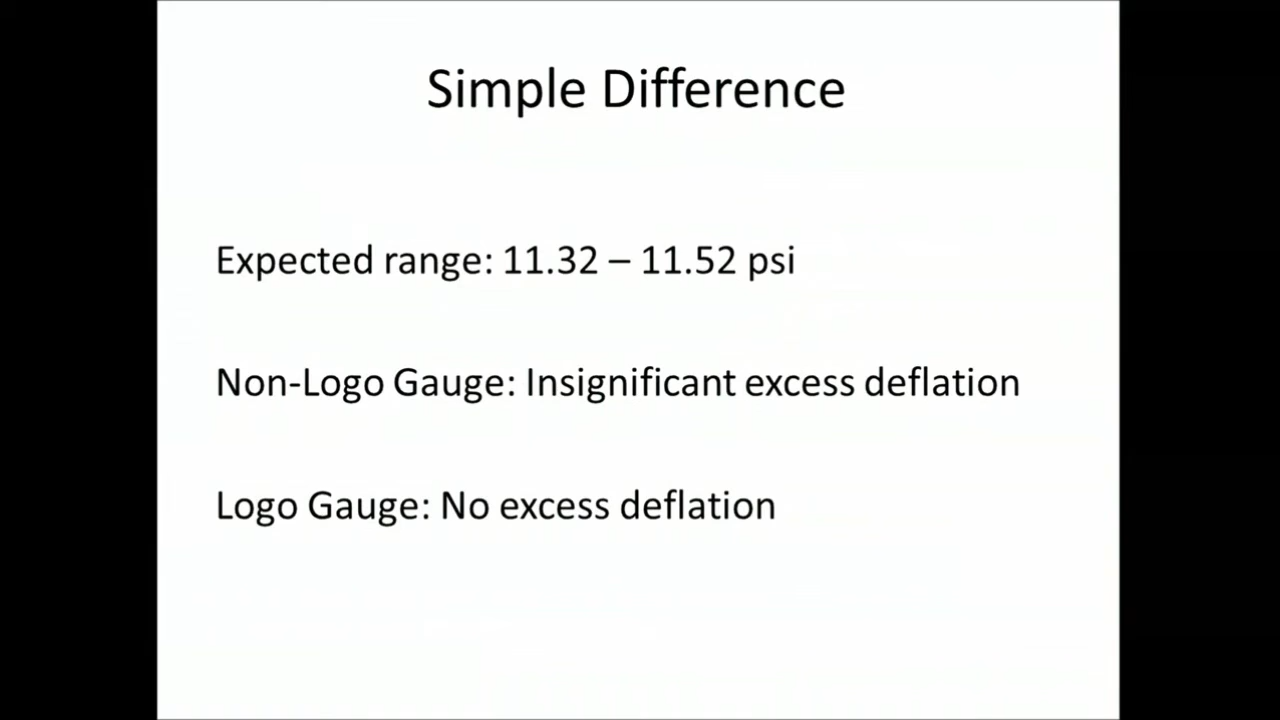 Simple Difference
Expected range: 11.32 – 11.52 psi
Non-Logo Gauge: Insignificant excess deflation
Logo Gauge: No excess deflation